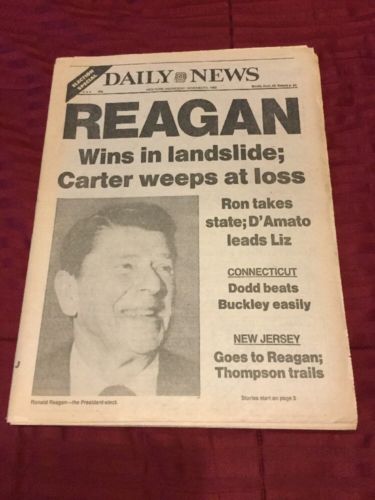 ELECTION
SPECIAL
DAILY NEWS
REAGAN
Wins in landslide;
Carter weeps at loss
Ron takes
state; D'Amato
leads Liz
CONNECTICUT
Dodd beats
Buckley easily
NEW JERSEY
Goes to Reagan;
Thompson trails
Ronald Reagan—the President-elect.
Stories start on page 5